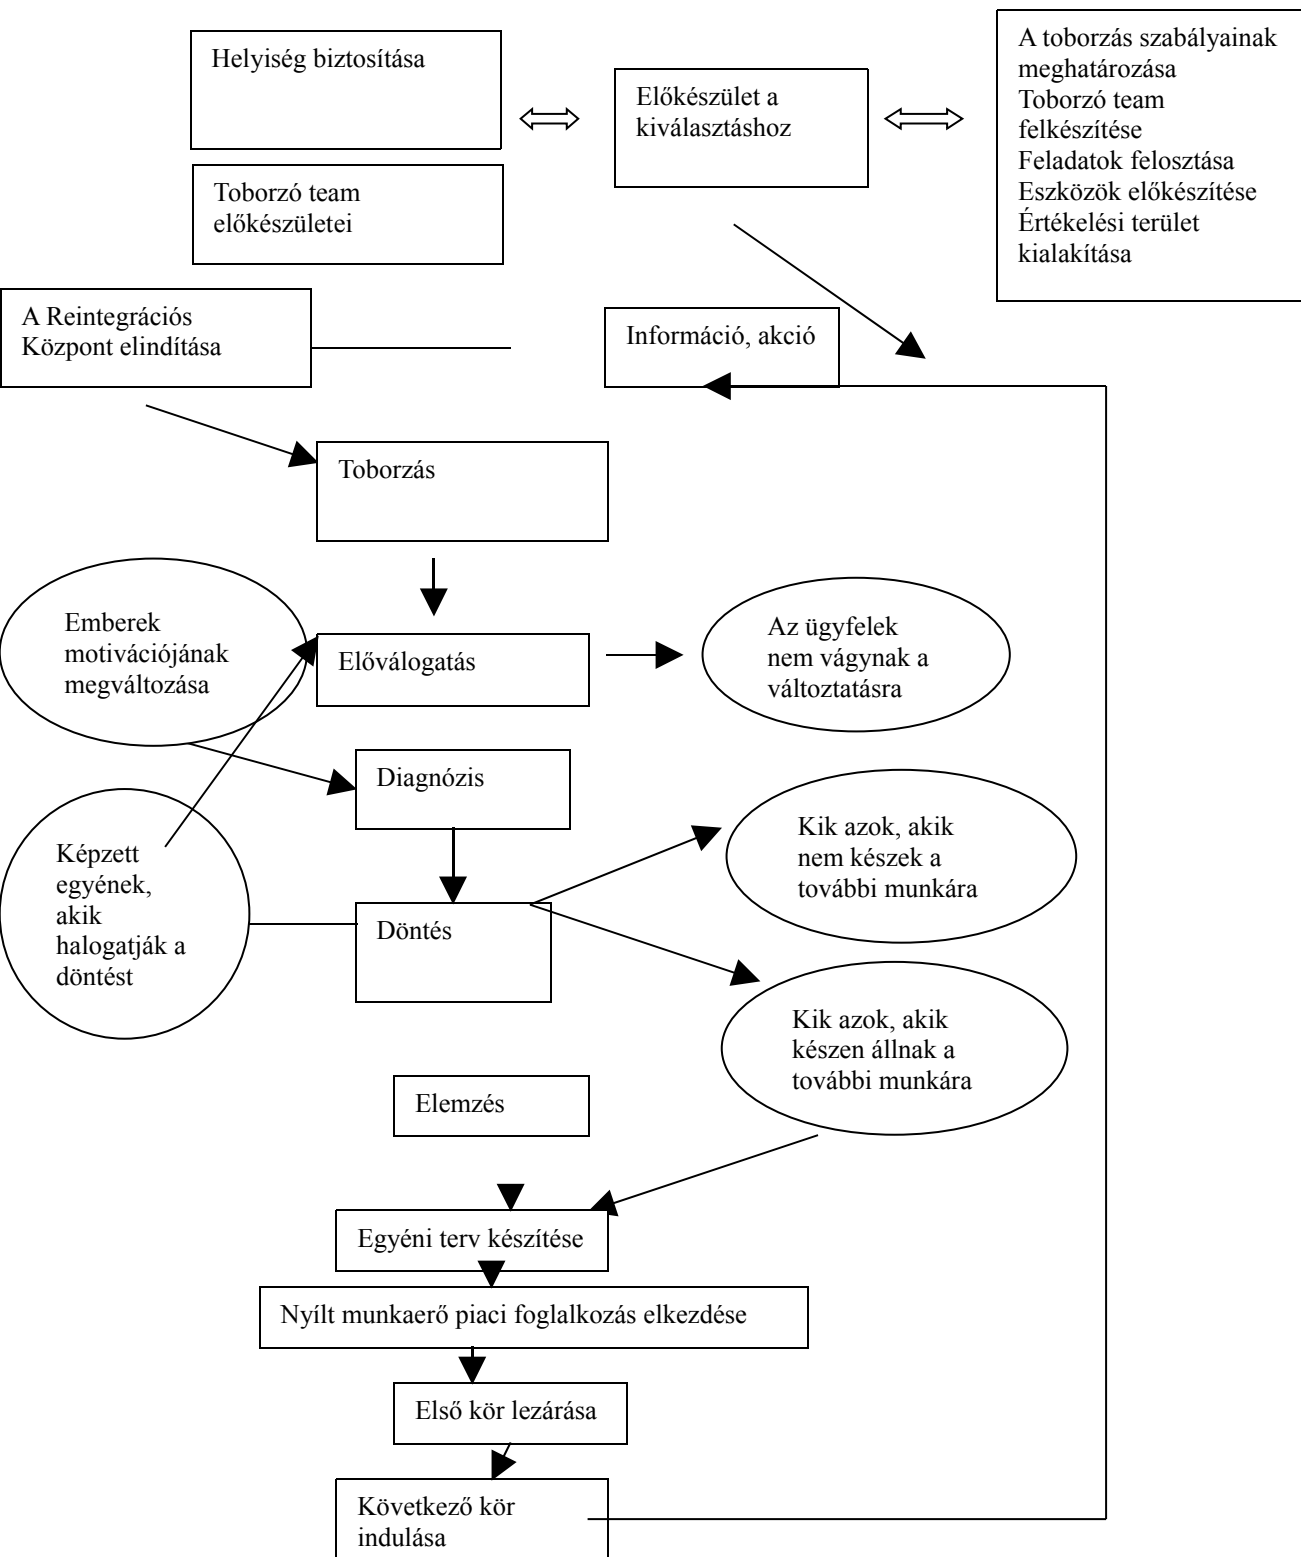 Helyiség biztosítása
Előkészület a
kiválasztáshoz
A toborzás szabályainak
meghatározása
Toborzó team
felkészítése
Feladatok felosztása
Eszközök előkészítése
Értékelési terület
kialakítása
Toborzó team
előkészületei
A Reintegrációs
Központ elindítása
Információ, akció
Toborzás
Emberek
motivációjának
megváltozása
Előválogatás
Az ügyfelek
nem vágynak a
változtatásra
Diagnózis
Képzett
egyének,
akik
halogatják a
döntést
Döntés
Kik azok, akik
nem készek a
további munkára
Kik azok, akik
készen állnak a
további munkára
Elemzés
Egyéni terv készítése
Nyílt munkaerő piaci foglalkozás elkezdése
Első kör lezárása
Következő kör
indulása